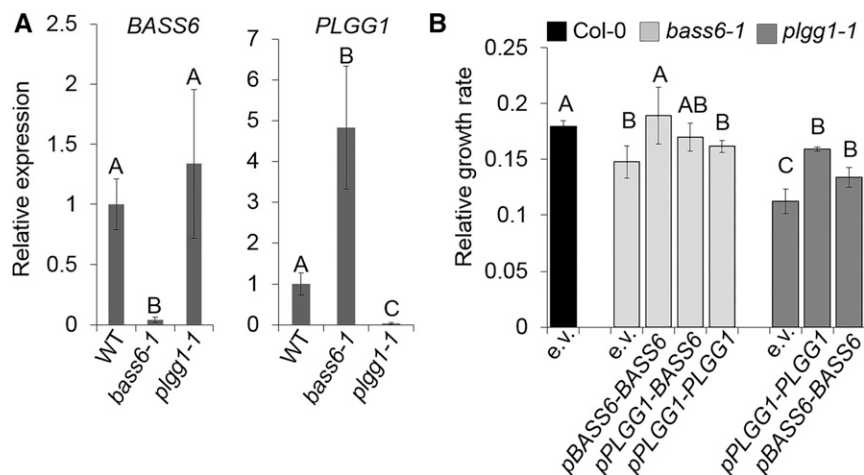 A
BASS6
PLGG1
Relative expression
2.5
2
1.5
1
0.5
0
A
B
A
WT
bass6-1
plgg1-1
7
6
5
4
3
2
1
0
A
B
C
WT
bass6-1
plgg1-1
B
Col-0 bass6-1 plgg1-1
Relative growth rate
0.25
0.2
0.15
0.1
0.05
0
A
B
A
AB
B
C
B
B
e.v.
e.v.
pBASS6-BASS6
pPLGG1-BASS6
pPLGG1-PLGG1
e.v.
pPLGG1-PLGG1
pBASS6-BASS6